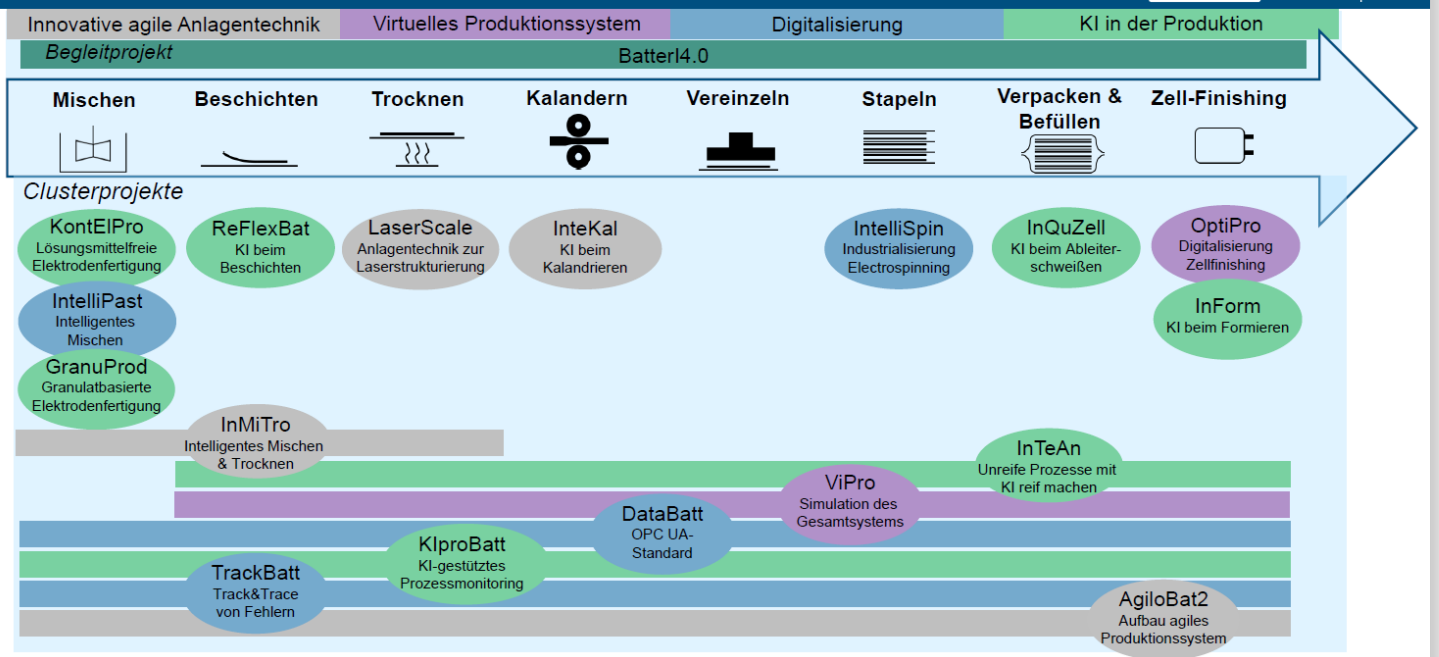 Innovative agile Anlagentechnik
Virtuelles Produktionssystem
Digitalisierung
KI in der Produktion
Begleitprojekt
BatterI4.0
Mischen
Beschichten
Trocknen
Kalandern
Vereinzeln
Stapeln
Verpacken &
Befüllen
Zell-Finishing
Clusterprojekte
KontElPro
Lösungsmittelfreie
Elektrodenfertigung
ReFlexBat
KI beim
Beschichten
LaserScale
Anlagentechnik zur
Laserstrukturierung
InteKal
KI beim
Kalandrieren
IntelliSpin
Industrialisierung
Electrospinning
InQuZell
KI beim Ableiter-
schweißen
OptiPro
Digitalisierung
Zellfinishing
IntelliPast
Intelligentes
Mischen
InForm
KI beim Formieren
GranuProd
Granulatbasierte
Elektrodenfertigung
InMiTro
Intelligentes Mischen
& Trocknen
InTeAn
Unreife Prozesse mit
KI reif machen
ViPro
Simulation des
Gesamtsystems
DataBatt
OPC UA-
Standard
KIproBatt
KI-gestütztes
Prozessmonitoring
TrackBatt
Track&Trace
von Fehlern
AgiloBat2
Aufbau agiles
Produktionssystem